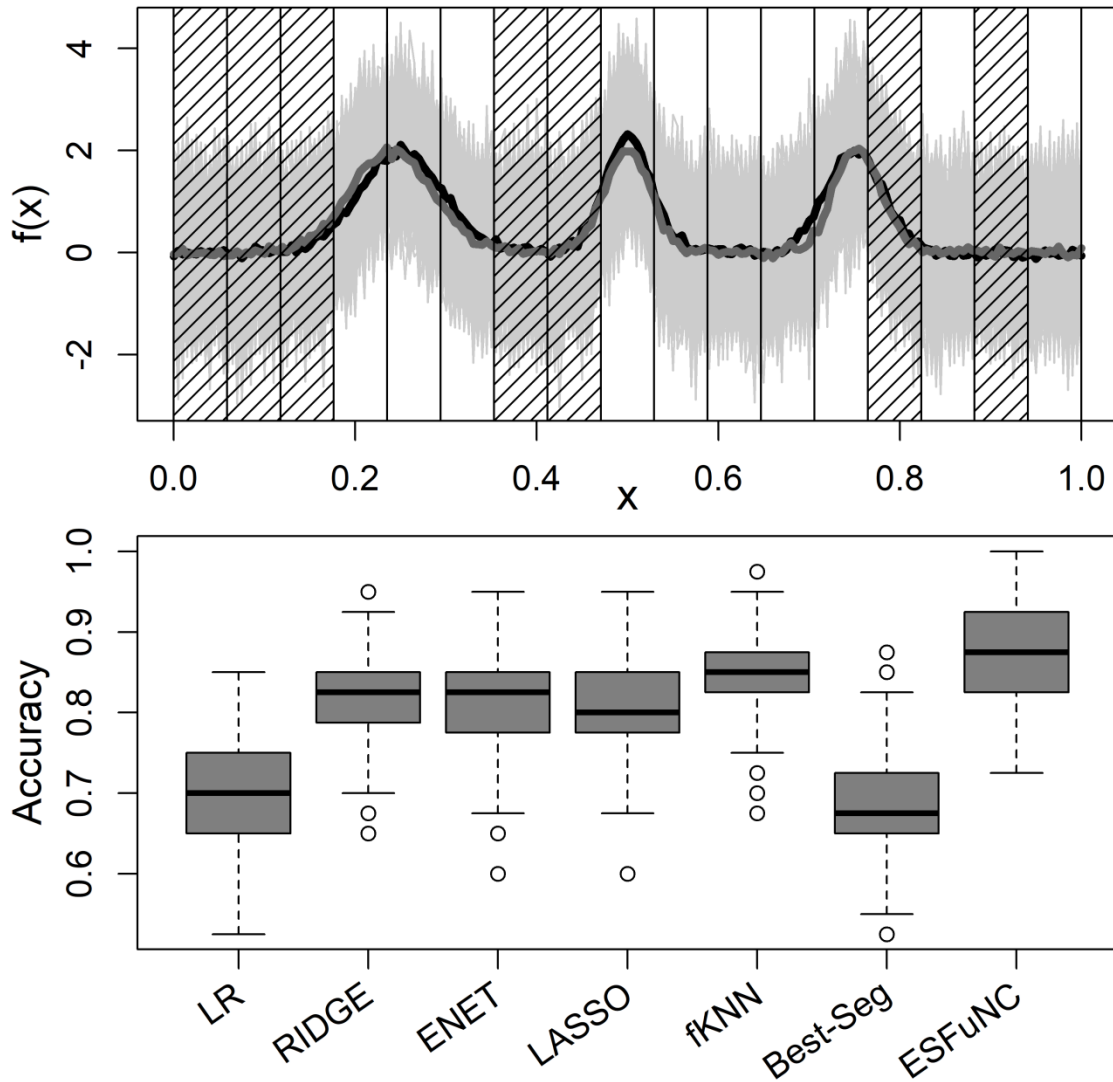 4
2
0
-2
f(x)
0.0 0.2 0.4 0.6 0.8 1.0
x
1.0
0.9
0.8
0.7
0.6
Accuracy
LR RIDGE ENET LASSO fKNN Best-Seg ESFuNC